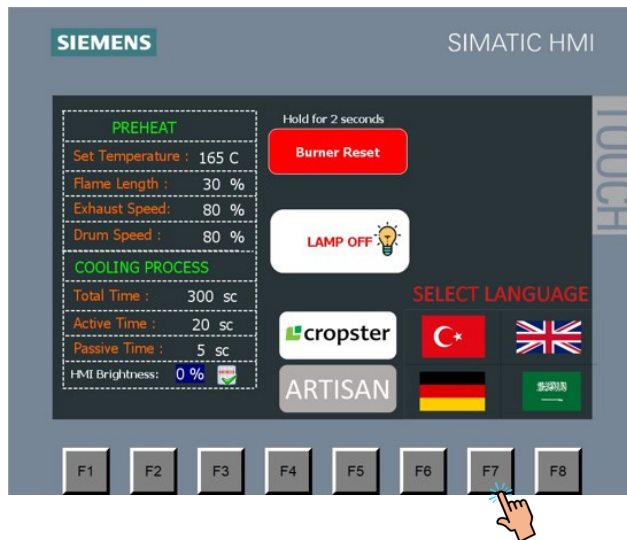 SIEMENS
SIMATIC HMI
TOUCH
PREHEAT
Set Temperature : 165 C
Flame Length : 30 %
Exhaust Speed: 80 %
Drum Speed : 80 %
COOLING PROCESS
Total Time : 300 sc
Active Time : 20 sc
Passive Time : 5 sc
HMI Brightness: 0 %
Hold for 2 seconds
Burner Reset
LAMP OFF
cropster
ARTISAN
SELECT LANGUAGE
F1 F2 F3 F4 F5 F6 F7 F8